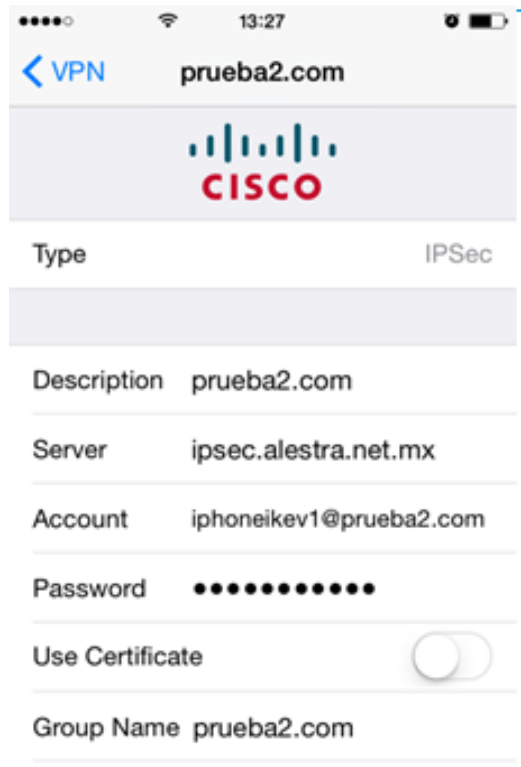 13:27
VPN prueba2.com
CISCO
Type IPSec
Description prueba2.com
Server ipsec.alestra.net.mx
Account iphoneikev1@prueba2.com
Password •••••••••••
Use Certificate
Group Name prueba2.com